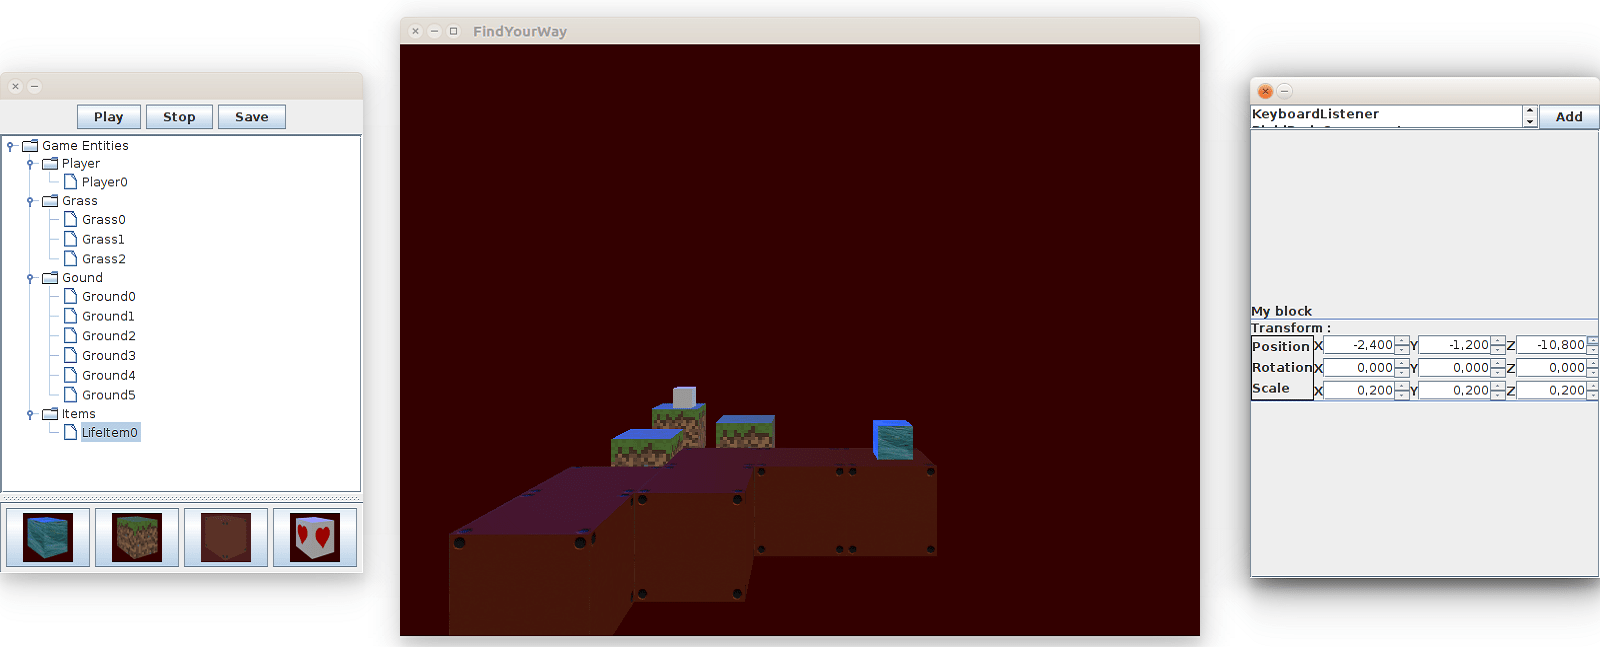 FindYourWay
Play Stop Save
Game Entities
Player
Player0
Grass
Grass0
Grass1
Grass2
Gound
Ground0
Ground1
Ground2
Ground3
Ground4
Ground5
Items
LifeItem0
KeyboardListener
Add
My block
Transform :
Position X -2,400 Y -1,200 Z -10,800
Rotation X 0,000 Y 0,000 Z 0,000
Scale X 0,200 Y 0,200 Z 0,200